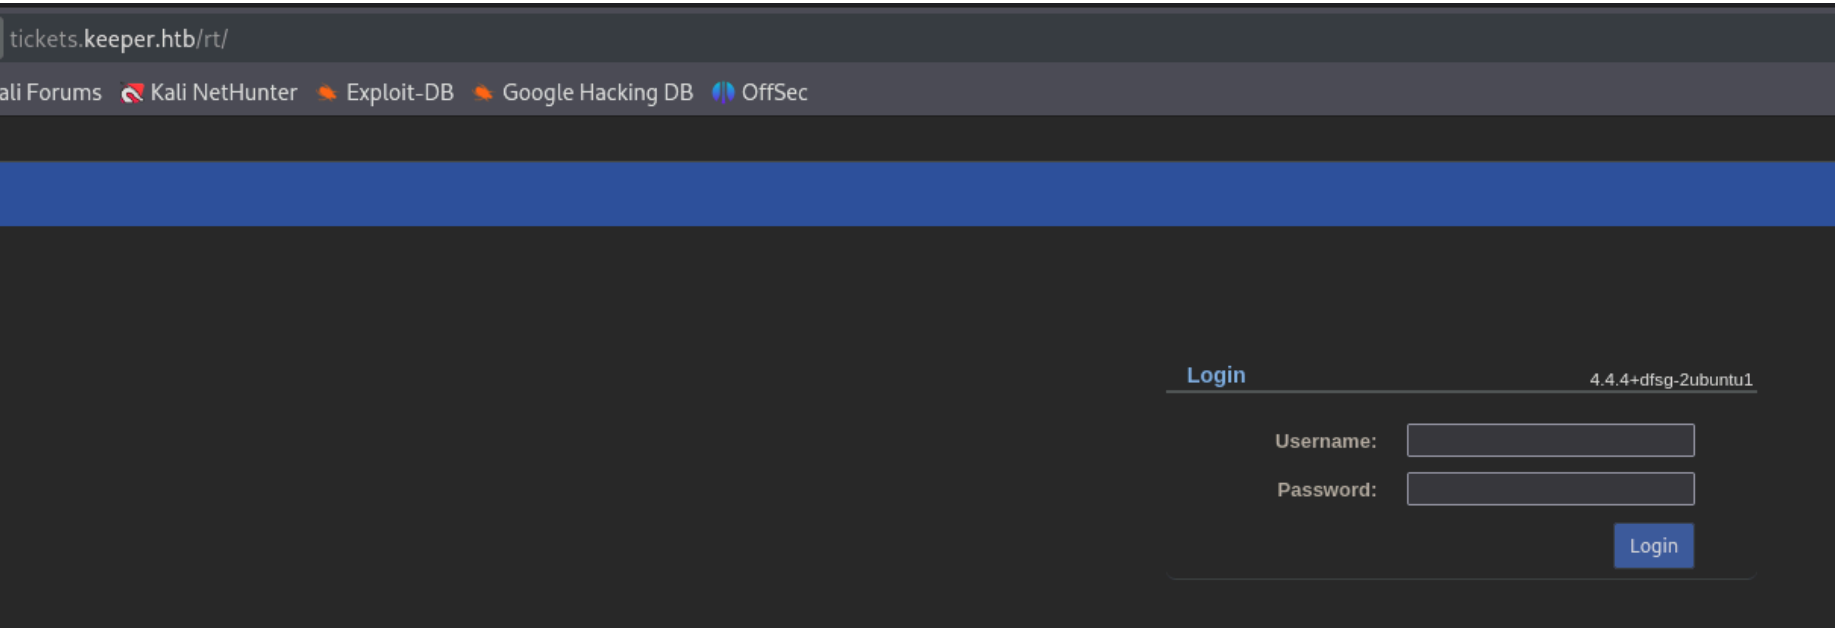 tickets.keeper.htb/rt/
ali Forums Kali NetHunter Exploit-DB Google Hacking DB OffSec
Login 4.4.4+dfsg-2ubuntu1
Username:
Password:
Login